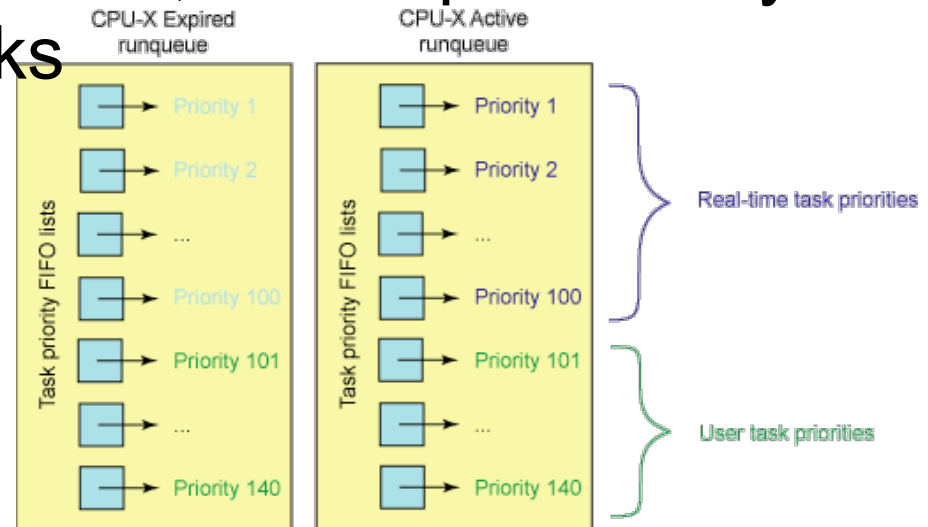 ks
CPU-X Expired
runqueue
CPU-X Active
runqueue
Task priority FIFO lists
Priority 1
Priority 2
...
Priority 100
Priority 101
...
Priority 140
Task priority FIFO lists
Priority 1
Priority 2
...
Priority 100
Priority 101
...
Priority 140
Real-time task priorities
User task priorities